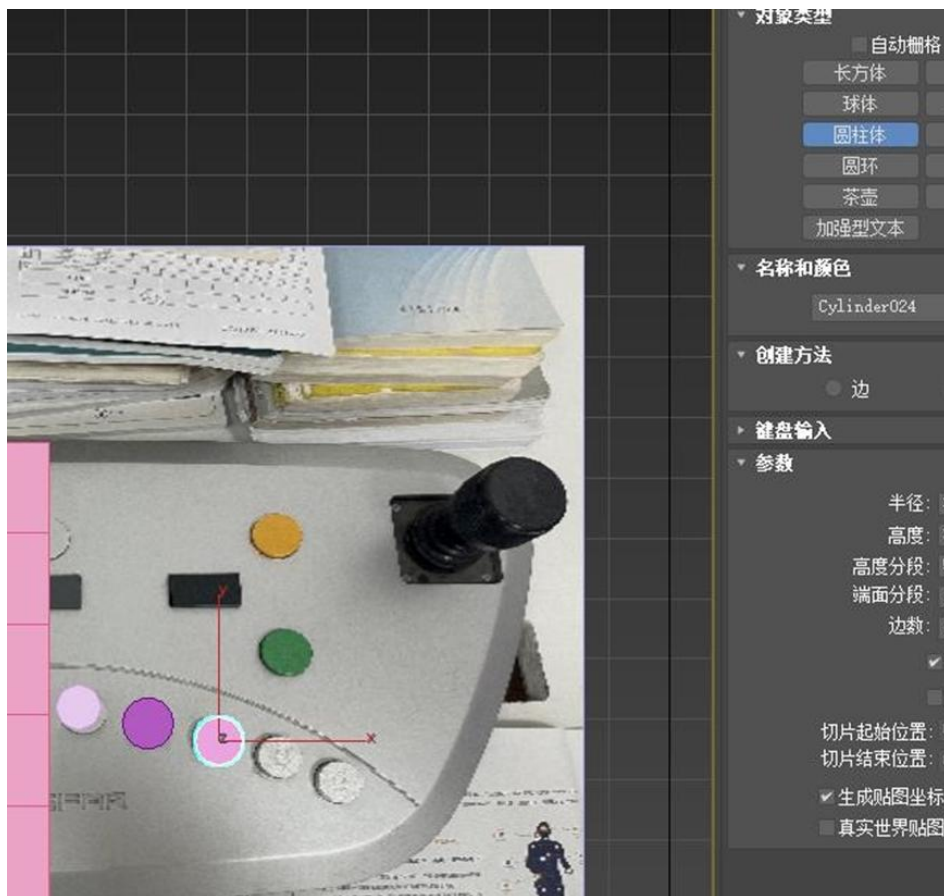 对象类型
自动栅格
长方体
球体
圆柱体
圆环
茶壶
加强型文本
名称和颜色
Cylinder024
创建方法
边
键盘输入
参数
半径:
高度:
高度分段:
端面分段:
边数:
切片起始位置:
切片结束位置:
生成贴图坐标
真实世界贴图
y
z
x